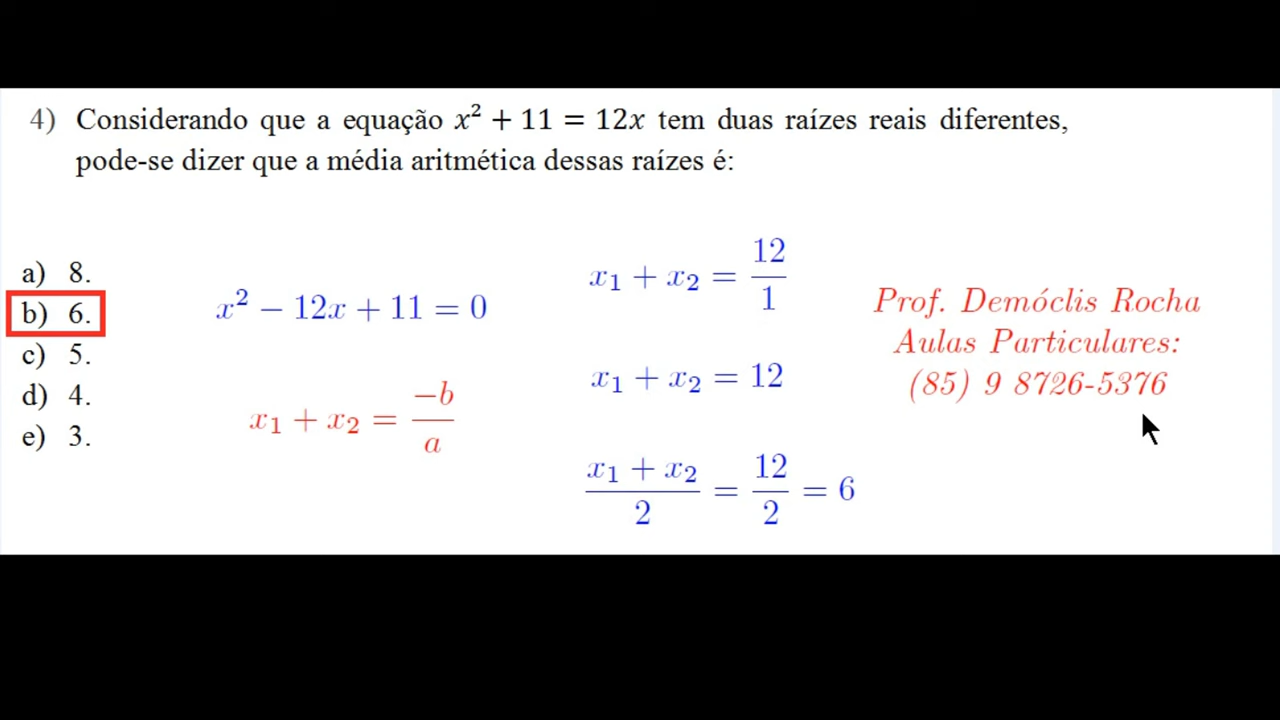 4) Considerando que a equação x² + 11 = 12x tem duas raízes reais diferentes,
pode-se dizer que a média aritmética dessas raízes é:
a) 8.
b) 6.
c) 5.
d) 4.
e) 3.
x² − 12x + 11 = 0
x₁ + x₂ = −b/a
x₁ + x₂ = 12/1
x₁ + x₂ = 12
(x₁ + x₂)/2 = 12/2 = 6
Prof. Demóclis Rocha
Aulas Particulares:
(85) 9 8726-5376